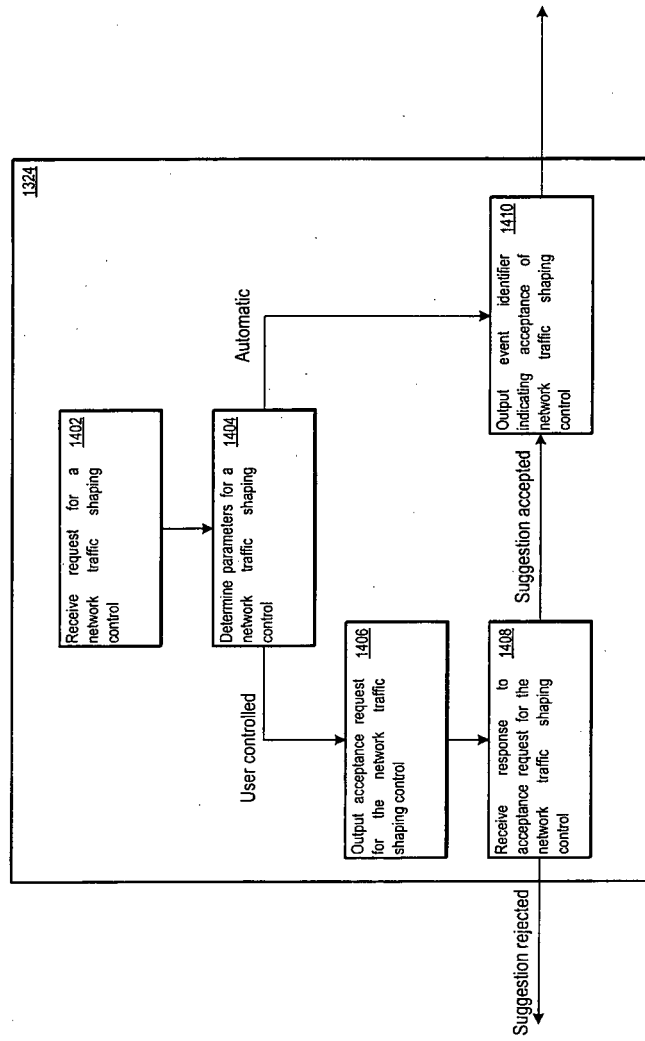 1324
Receive request for a 1402
network traffic shaping
control
Determine parameters for a 1404
network traffic shaping
control
User controlled
Automatic
Output acceptance request 1406
for the network traffic
shaping control
Receive response to 1408
acceptance request for the
network traffic shaping
control
Suggestion rejected
Suggestion accepted
Output event identifier 1410
indicating acceptance of
network traffic shaping
control